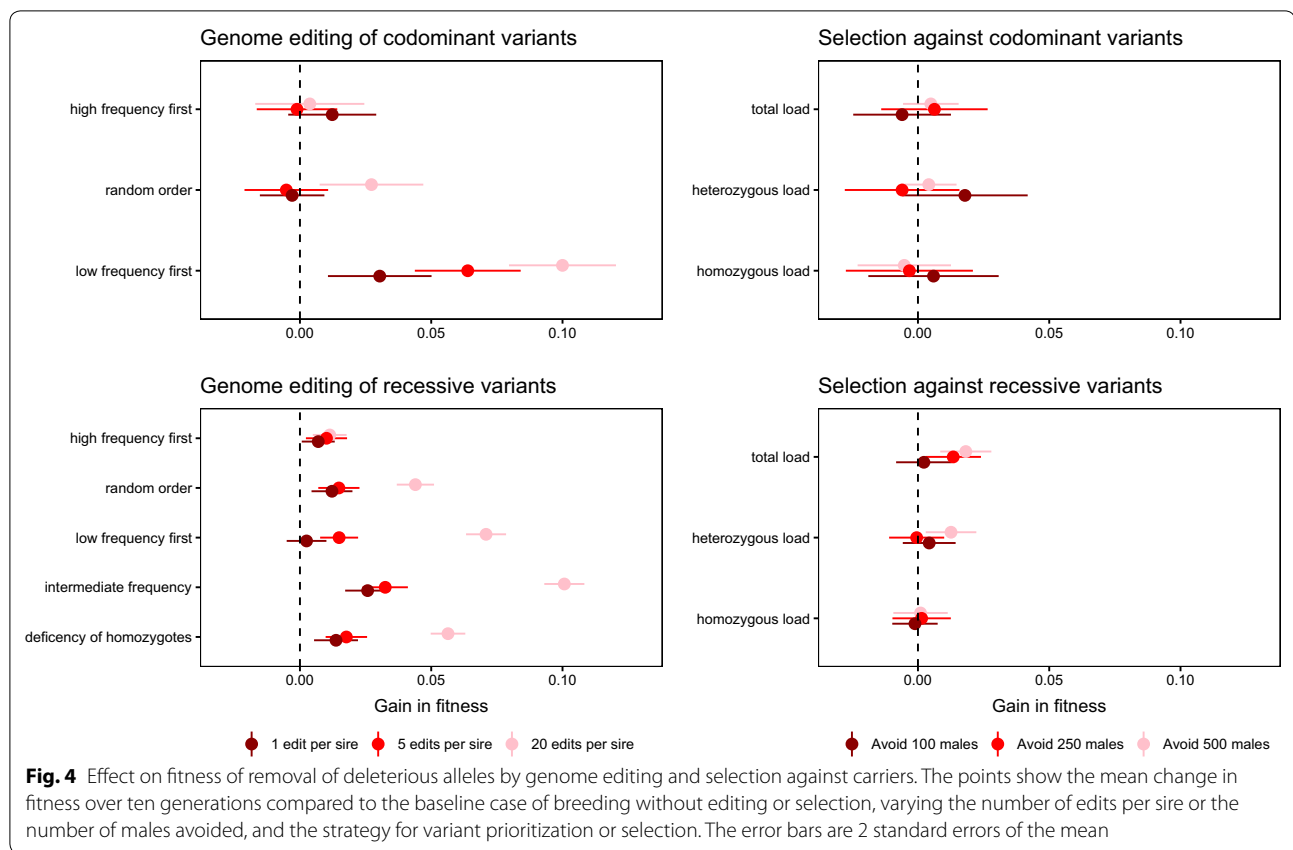 Genome editing of codominant variants
high frequency first
random order
low frequency first
0.00 0.05 0.10
Selection against codominant variants
total load
heterozygous load
homozygous load
0.00 0.05 0.10
Genome editing of recessive variants
high frequency first
random order
low frequency first
intermediate frequency
deficency of homozygotes
0.00 0.05 0.10
Gain in fitness
1 edit per sire 5 edits per sire 20 edits per sire
Selection against recessive variants
total load
heterozygous load
homozygous load
0.00 0.05 0.10
Gain in fitness
Avoid 100 males Avoid 250 males Avoid 500 males
Fig. 4 Effect on fitness of removal of deleterious alleles by genome editing and selection against carriers. The points show the mean change in
fitness over ten generations compared to the baseline case of breeding without editing or selection, varying the number of edits per sire or the
number of males avoided, and the strategy for variant prioritization or selection. The error bars are 2 standard errors of the mean